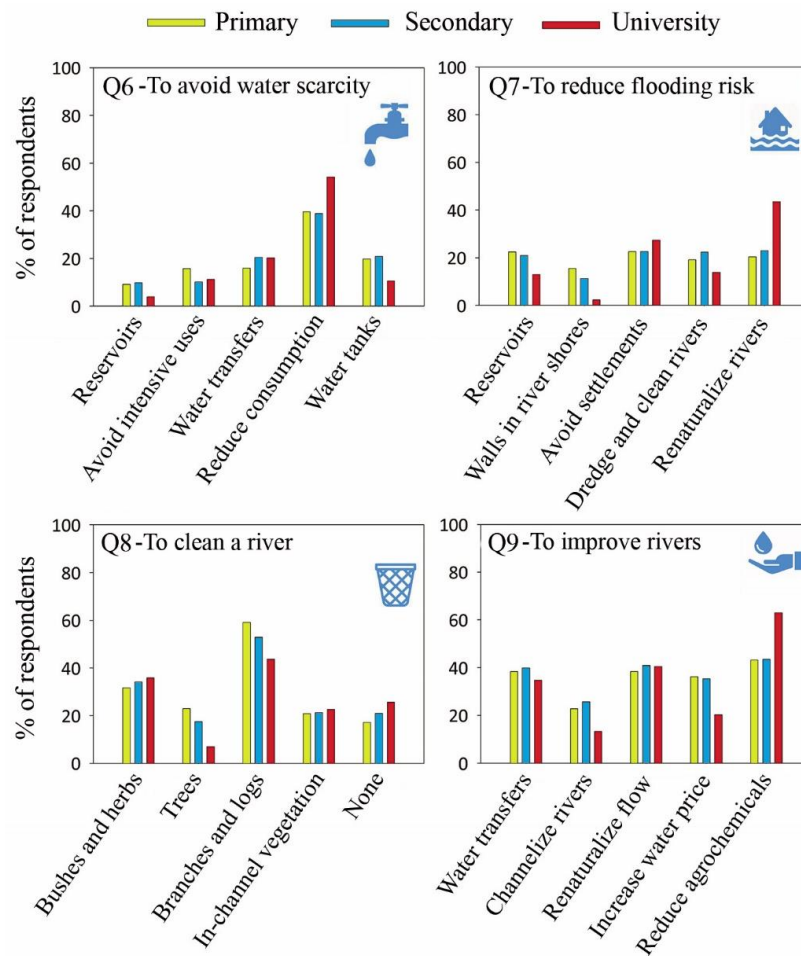 Primary Secondary University
% of respondents
Q6 -To avoid water scarcity
100
80
60
40
20
0
Reservoirs
Avoid intensive uses
Water transfers
Reduce consumption
Water tanks
Q7 -To reduce flooding risk
100
80
60
40
20
0
Reservoirs
Walls in river shores
Avoid settlements
Dredge and clean rivers
Renaturalize rivers
% of respondents
Q8 -To clean a river
100
80
60
40
20
0
Bushes and herbs
Trees
Branches and logs
In-channel vegetation
None
Q9 -To improve rivers
100
80
60
40
20
0
Water transfers
Channelize rivers
Renaturalize flow
Increase water price
Reduce agrochemicals